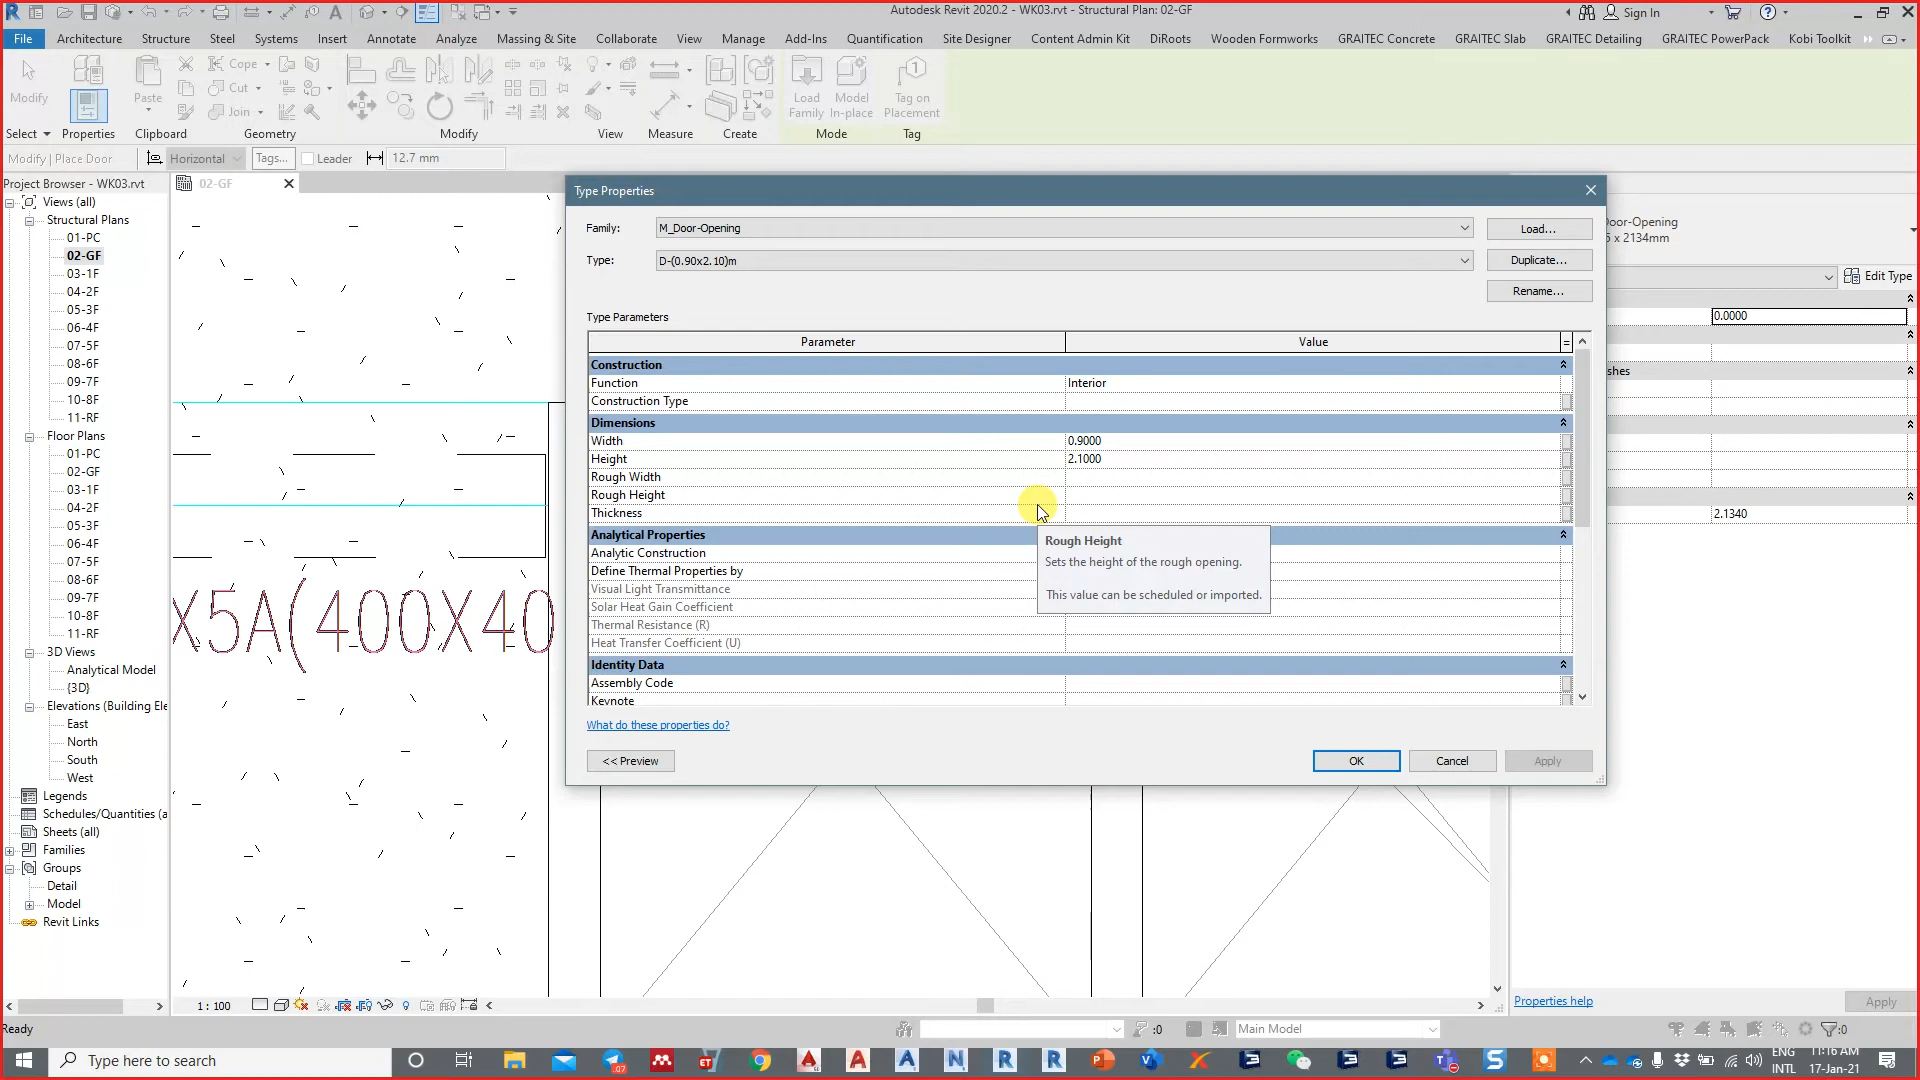 Autodesk Revit 2020.2 - WK03.rvt - Structural Plan: 02-GF
Sign In
File Architecture Structure Steel Systems Insert Annotate Analyze Massing & Site Collaborate View Manage Add-Ins Quantification Site Designer Content Admin Kit DiRoots Wooden Formworks GRAITEC Concrete GRAITEC Slab GRAITEC Detailing GRAITEC PowerPack Kobi Toolkit
Modify
Paste
Cope
Cut
Join
Load Family
Model In-place
Tag on Placement
Select Properties Clipboard Geometry Modify View Measure Create Mode Tag
Modify | Place Door Horizontal Tags... Leader 12.7 mm
Project Browser - WK03.rvt
02-GF
Views (all)
Structural Plans
01-PC
02-GF
03-1F
04-2F
05-3F
06-4F
07-5F
08-6F
09-7F
10-8F
11-RF
Floor Plans
01-PC
02-GF
03-1F
04-2F
05-3F
06-4F
07-5F
08-6F
09-7F
10-8F
11-RF
3D Views
Analytical Model
{3D}
Elevations (Building Ele
East
North
South
West
Legends
Schedules/Quantities (a
Sheets (all)
Families
Groups
Detail
Model
Revit Links
X5A(400X40
1 : 100
Type Properties
Family: M_Door-Opening Load...
Type: D-(0.90x2.10)m Duplicate...
Rename...
Type Parameters
Parameter Value =
Construction
Function Interior
Construction Type
Dimensions
Width 0.9000
Height 2.1000
Rough Width
Rough Height
Thickness
Analytical Properties
Analytic Construction
Define Thermal Properties by
Visual Light Transmittance
Solar Heat Gain Coefficient
Thermal Resistance (R)
Heat Transfer Coefficient (U)
Identity Data
Assembly Code
Keynote
Rough Height
Sets the height of the rough opening.
This value can be scheduled or imported.
What do these properties do?
<< Preview OK Cancel Apply
oor-Opening
x 2134mm
Edit Type
0.0000
shes
2.1340
Properties help Apply
Ready :0 Main Model :0
Type here to search
ENG
INTL
11:16 AM
17-Jan-21